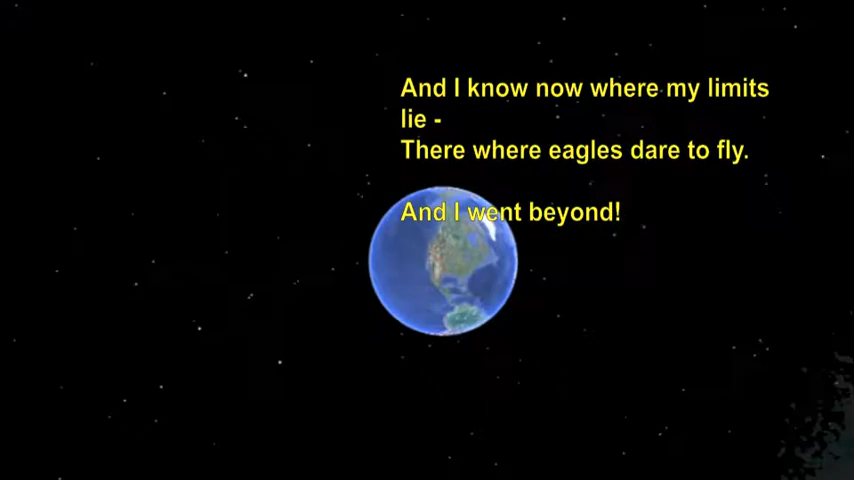 And I know now where my limits
lie -
There where eagles dare to fly.
And I went beyond!